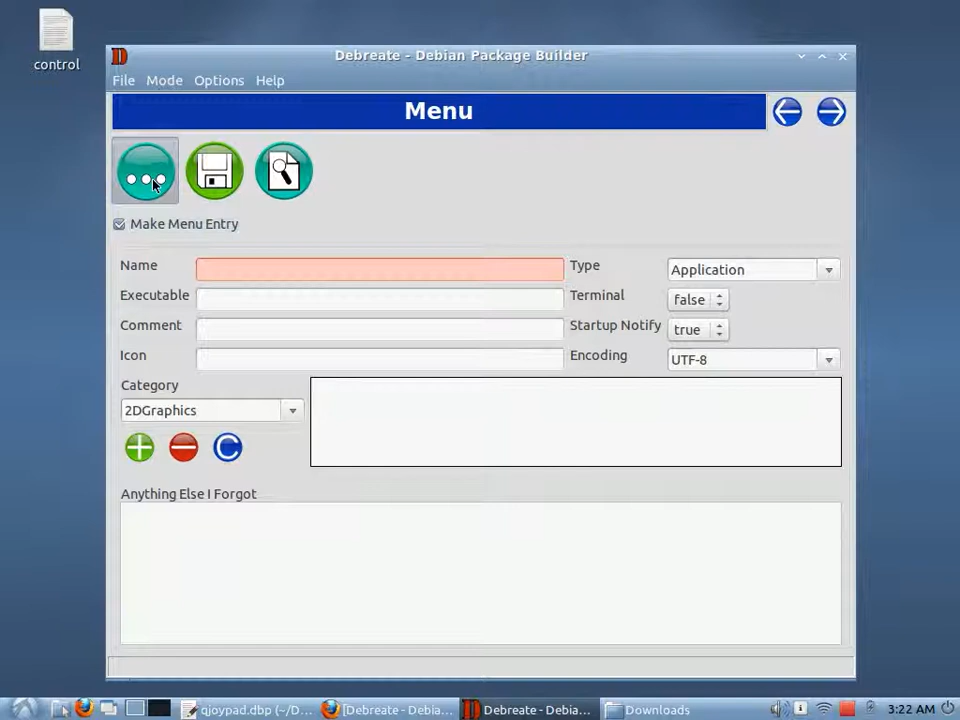 control
Debreate - Debian Package Builder
File Mode Options Help
Menu
Make Menu Entry
Name
Type Application
Executable
Terminal false
Comment
Startup Notify true
Icon
Encoding UTF-8
Category
2DGraphics
Anything Else I Forgot
qjoypad.dbp (~/D... [Debreate - Debia... Debreate - Debia... Downloads 3:22 AM